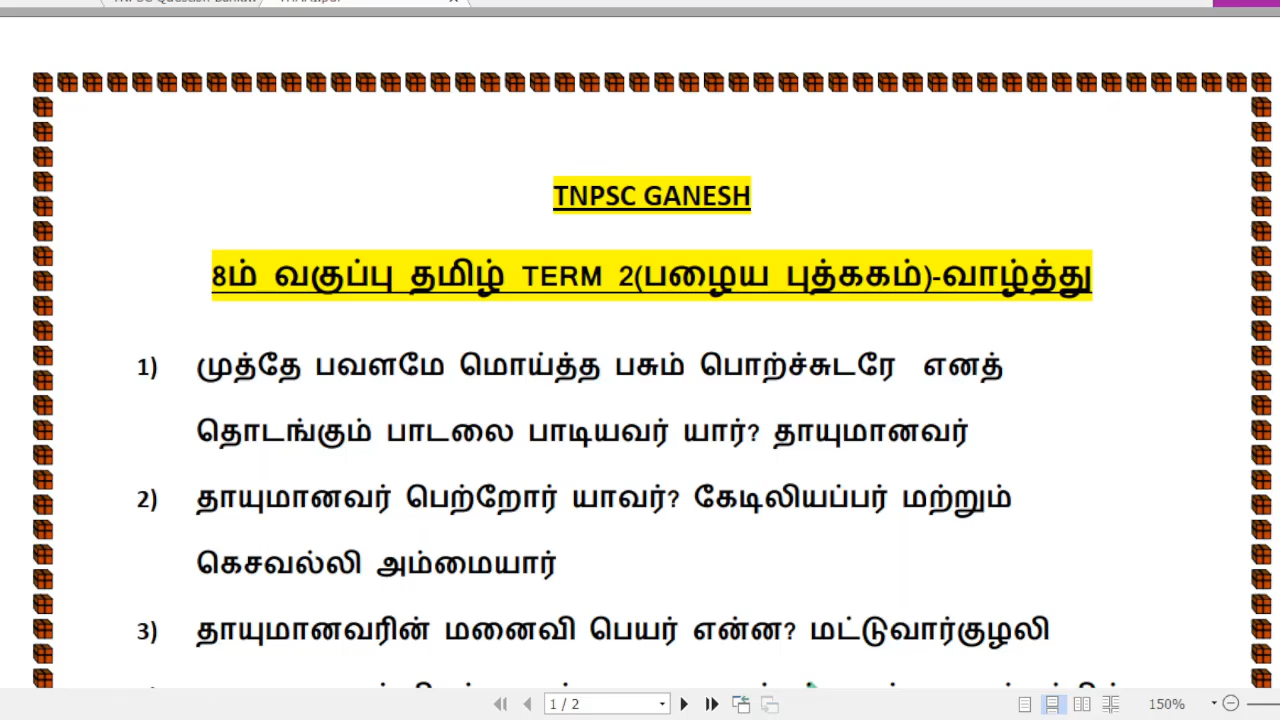 TNPSC GANESH
8ம் வகுப்பு தமிழ் TERM 2(பழைய புத்ககம்)-வாழ்த்து
1) முத்தே பவளமே மொய்த்த பசும் பொற்ச்சுடரே எனத்
தொடங்கும் பாடலை பாடியவர் யார்? தாயுமானவர்
2) தாயுமானவர் பெற்றோர் யாவர்? கேடிலியப்பர் மற்றும்
கெசவல்லி அம்மையார்
3) தாயுமானவரின் மனைவி பெயர் என்ன? மட்டுவார்குழலி
1 / 2
150%